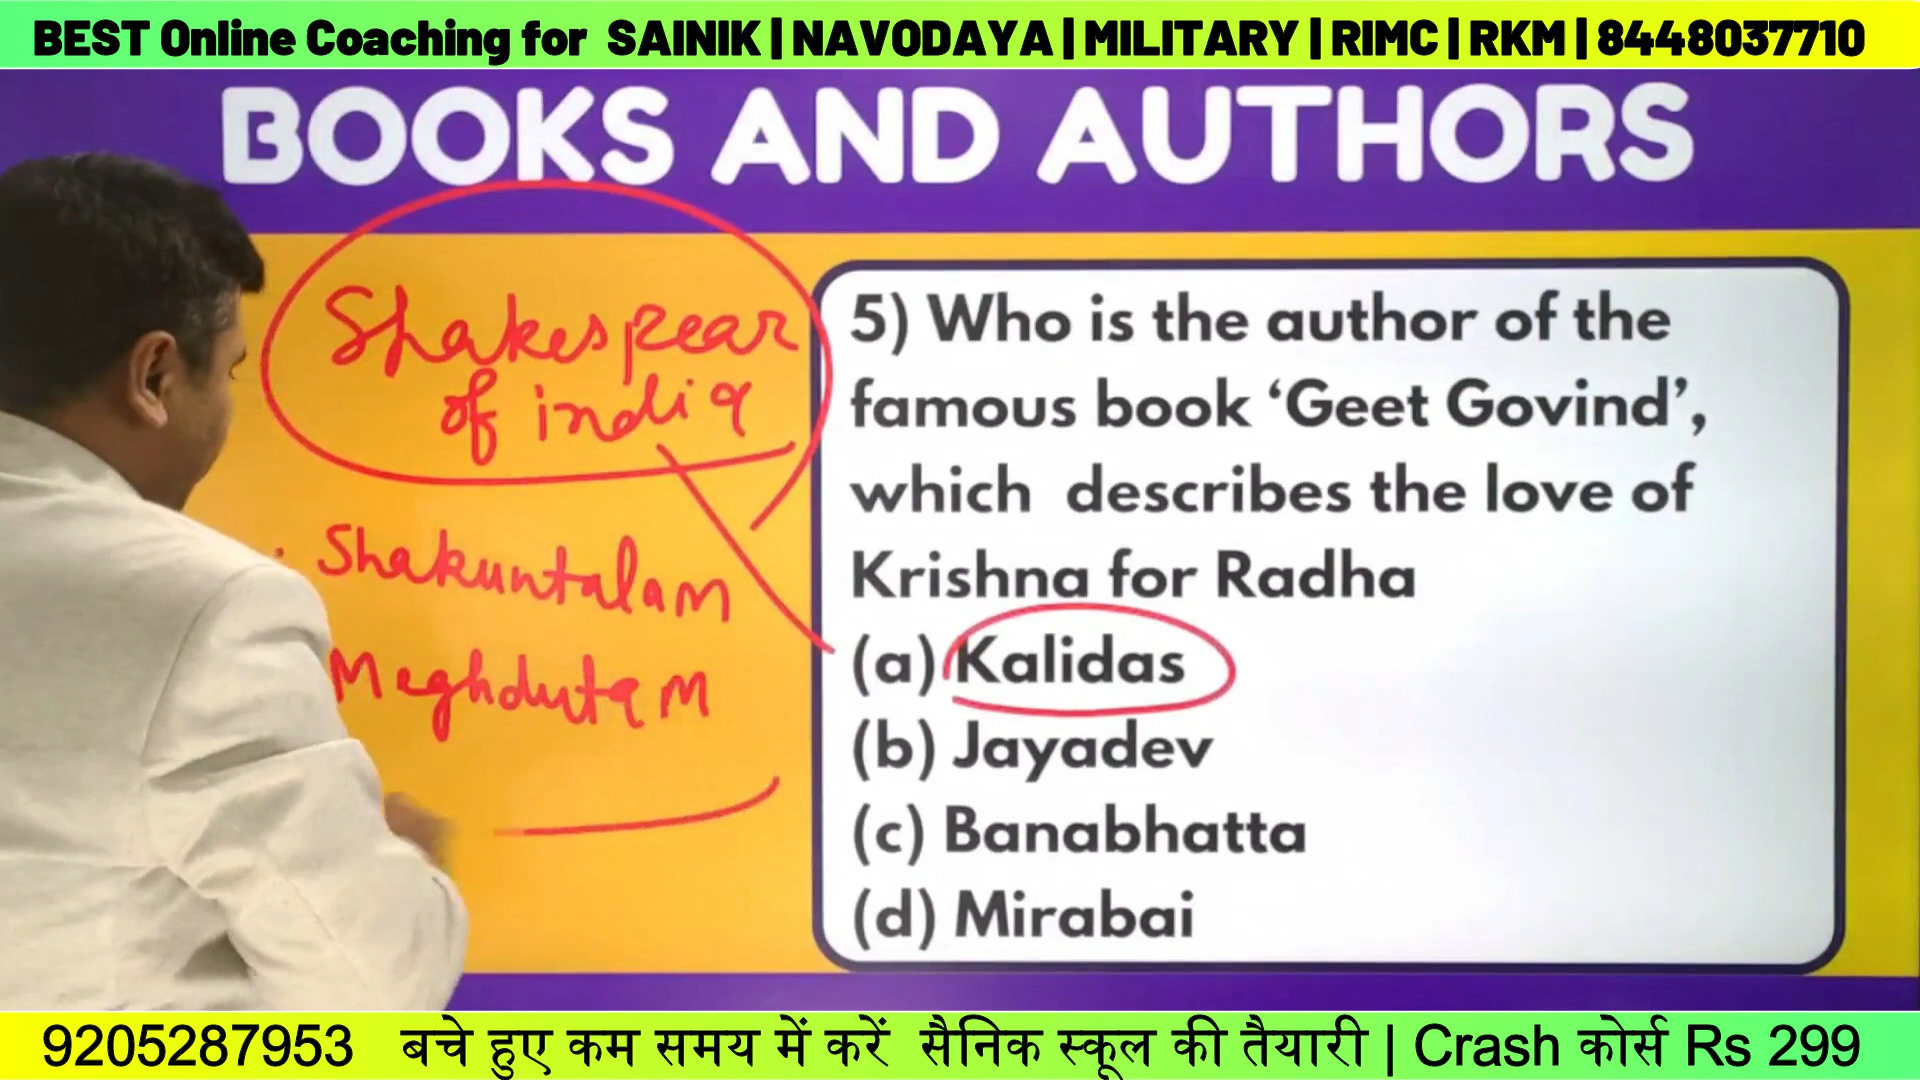 BEST Online Coaching for SAINIK | NAVODAYA | MILITARY | RIMC | RKM | 8448037710
BOOKS AND AUTHORS
Shakespear
of india
Shakuntalam
Meghdutam
5) Who is the author of the
famous book ‘Geet Govind’,
which describes the love of
Krishna for Radha
(a) Kalidas
(b) Jayadev
(c) Banabhatta
(d) Mirabai
9205287953 बचे हुए कम समय में करें सैनिक स्कूल की तैयारी | Crash कोर्स Rs 299